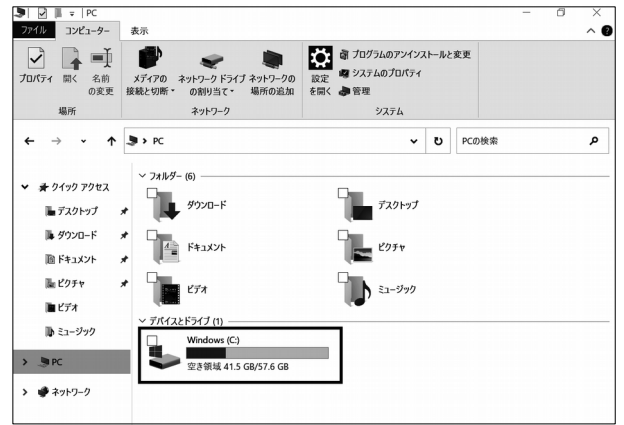 PC
ファイル コンピューター 表示
プロパティ 開く 名前の変更 メディアの接続と切断 ネットワーク ドライブの割り当て ネットワークの場所の追加 設定を開く プログラムのアンインストールと変更
システムのプロパティ
管理
場所 ネットワーク システム
PC PCの検索
クイック アクセス
デスクトップ
ダウンロード
ドキュメント
ピクチャ
ビデオ
ミュージック
PC
ネットワーク
フォルダー (6)
ダウンロード デスクトップ
ドキュメント ピクチャ
ビデオ ミュージック
デバイスとドライブ (1)
Windows (C:)
空き領域 41.5 GB/57.6 GB